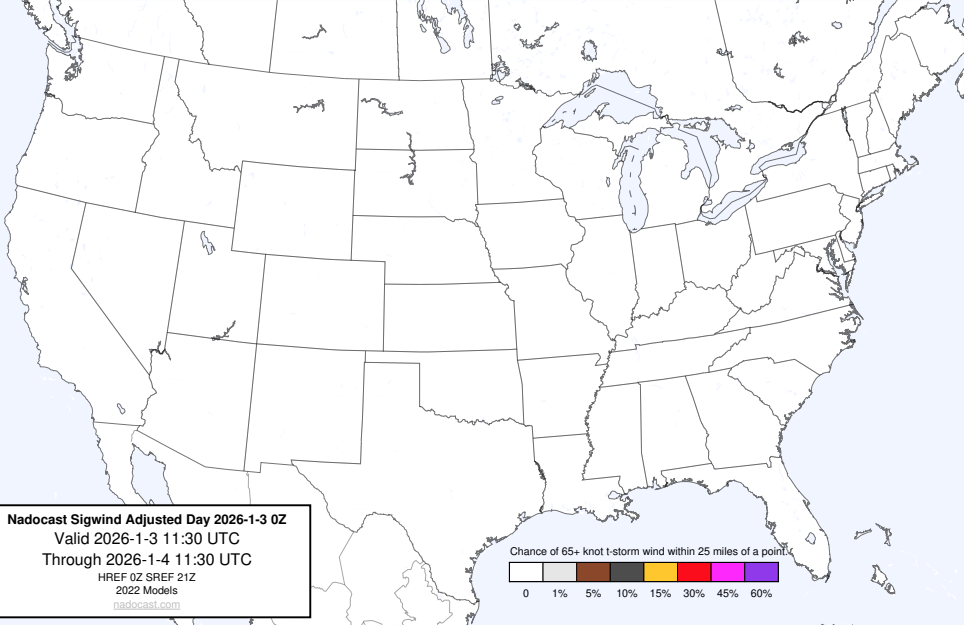 Nadocast Sigwind Adjusted Day 2026-1-3 0Z
Valid 2026-1-3 11:30 UTC
Through 2026-1-4 11:30 UTC
HREF 0Z SREF 21Z
2022 Models
nadocast.com
Chance of 65+ knot t-storm wind within 25 miles of a point.
0 1% 5% 10% 15% 30% 45% 60%